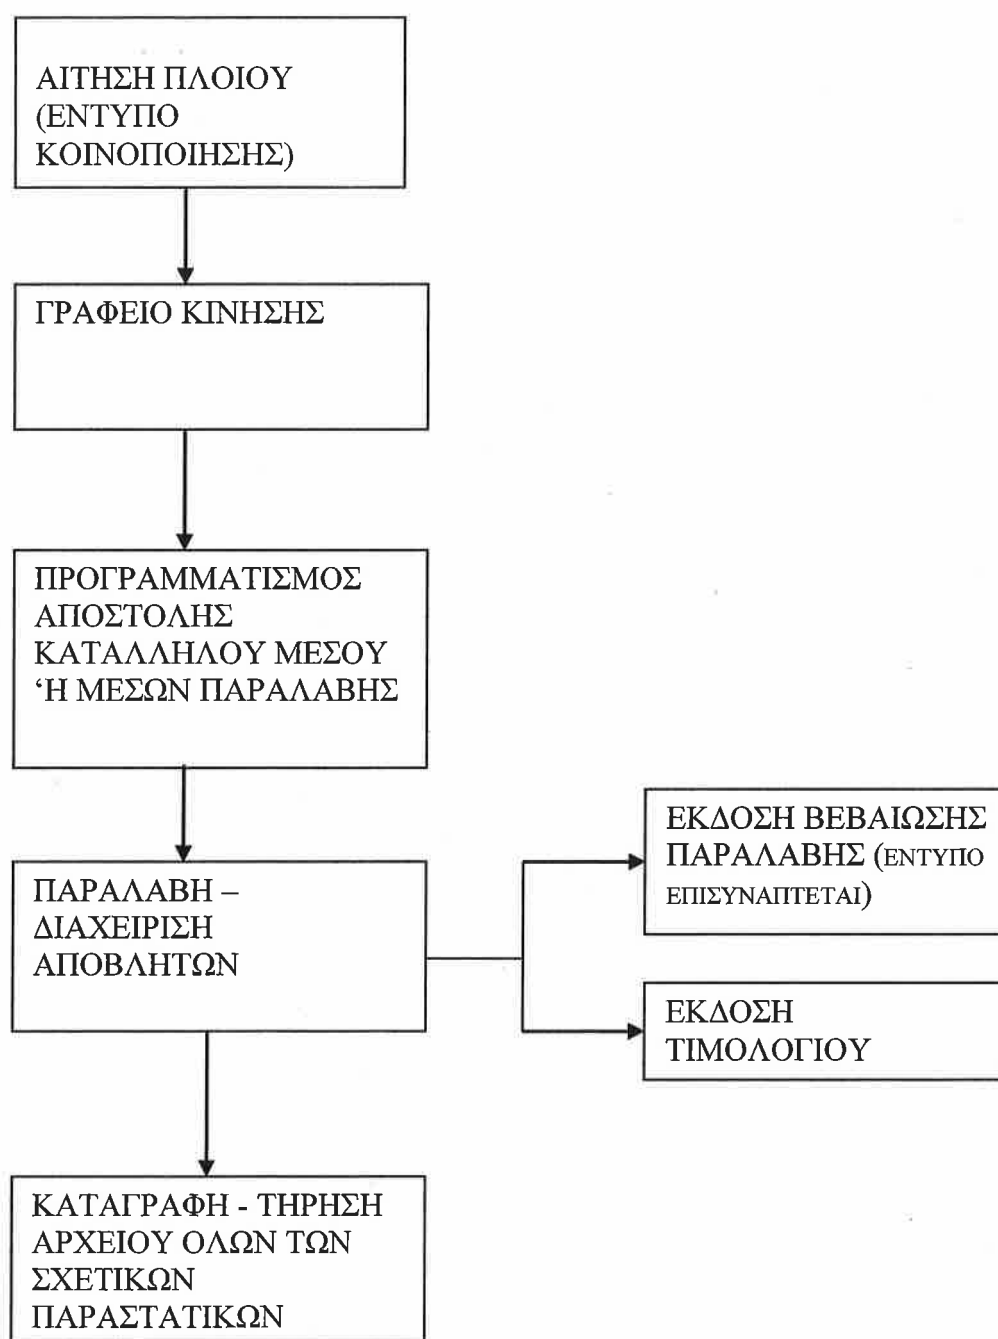 ΑΙΤΗΣΗ ΠΛΟΙΟΥ
(ΕΝΤΥΠΟ
ΚΟΙΝΟΠΟΙΗΣΗΣ)
ΓΡΑΦΕΙΟ ΚΙΝΗΣΗΣ
ΠΡΟΓΡΑΜΜΑΤΙΣΜΟΣ
ΑΠΟΣΤΟΛΗΣ
ΚΑΤΑΛΛΗΛΟΥ ΜΕΣΟΥ
‘Η ΜΕΣΩΝ ΠΑΡΑΛΑΒΗΣ
ΠΑΡΑΛΑΒΗ –
ΔΙΑΧΕΙΡΙΣΗ
ΑΠΟΒΛΗΤΩΝ
ΕΚΔΟΣΗ ΒΕΒΑΙΩΣΗΣ
ΠΑΡΑΛΑΒΗΣ (ΕΝΤΥΠΟ
ΕΠΙΣΥΝΑΠΤΕΤΑΙ)
ΕΚΔΟΣΗ
ΤΙΜΟΛΟΓΙΟΥ
ΚΑΤΑΓΡΑΦΗ - ΤΗΡΗΣΗ
ΑΡΧΕΙΟΥ ΟΛΩΝ ΤΩΝ
ΣΧΕΤΙΚΩΝ
ΠΑΡΑΣΤΑΤΙΚΩΝ